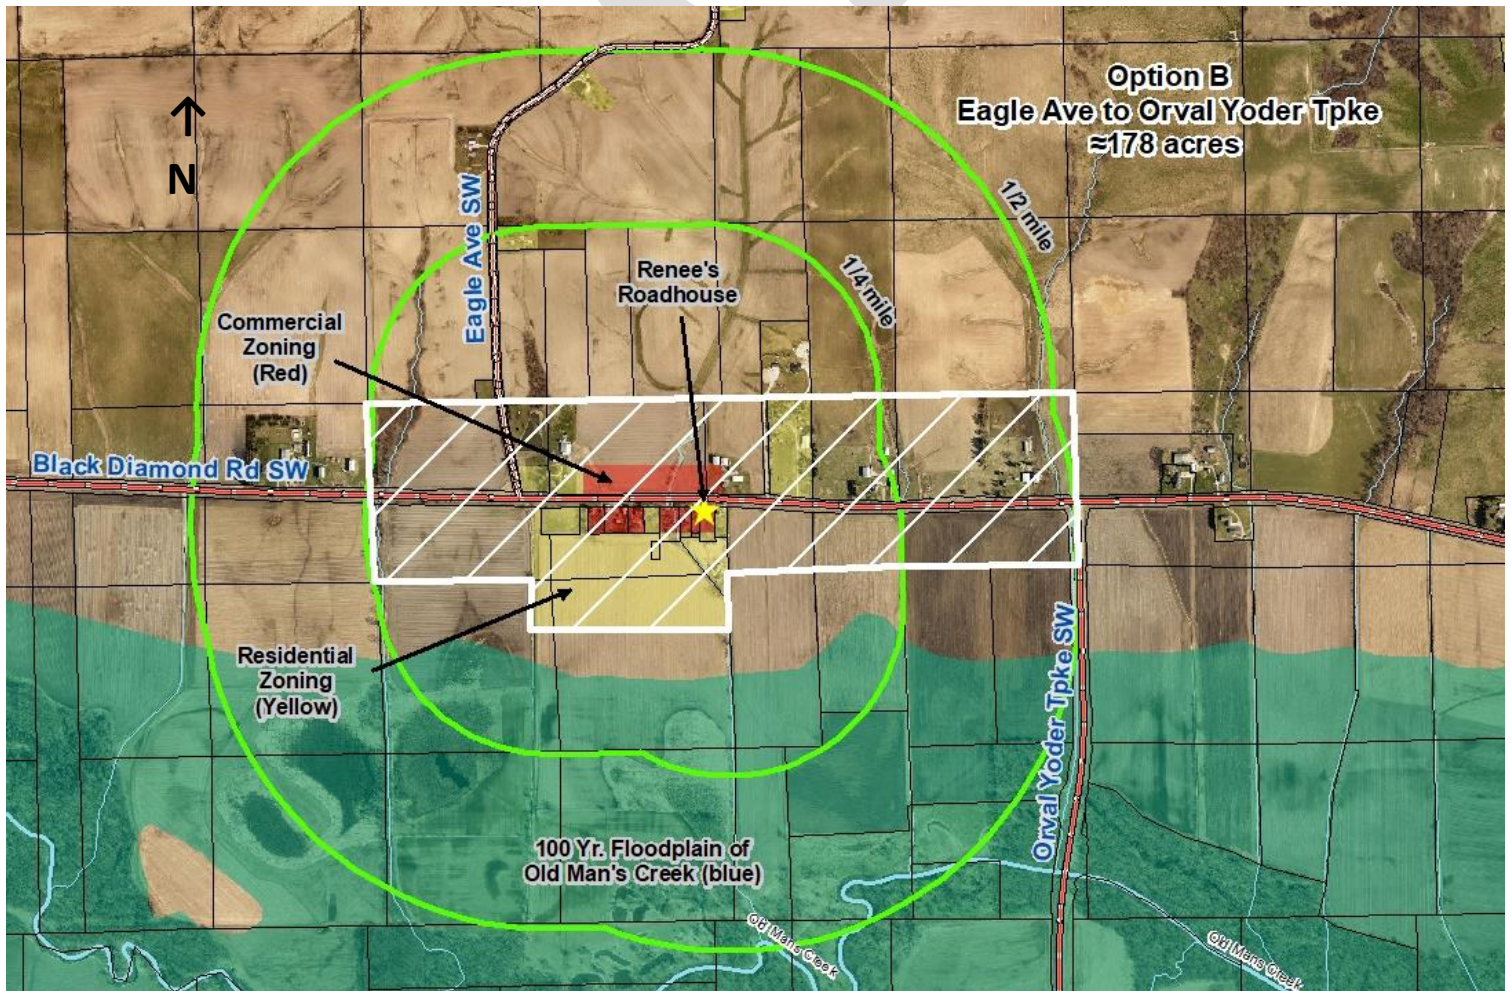 Option B
Eagle Ave to Orval Yoder Tpke
≈178 acres
N
Eagle Ave SW
1/2 mile
1/4 mile
Renee's
Roadhouse
Commercial
Zoning
(Red)
Black Diamond Rd SW
Residential
Zoning
(Yellow)
Orval Yoder Tpke SW
100 Yr. Floodplain of
Old Man's Creek (blue)
Old Mans Creek
Old Mans Creek